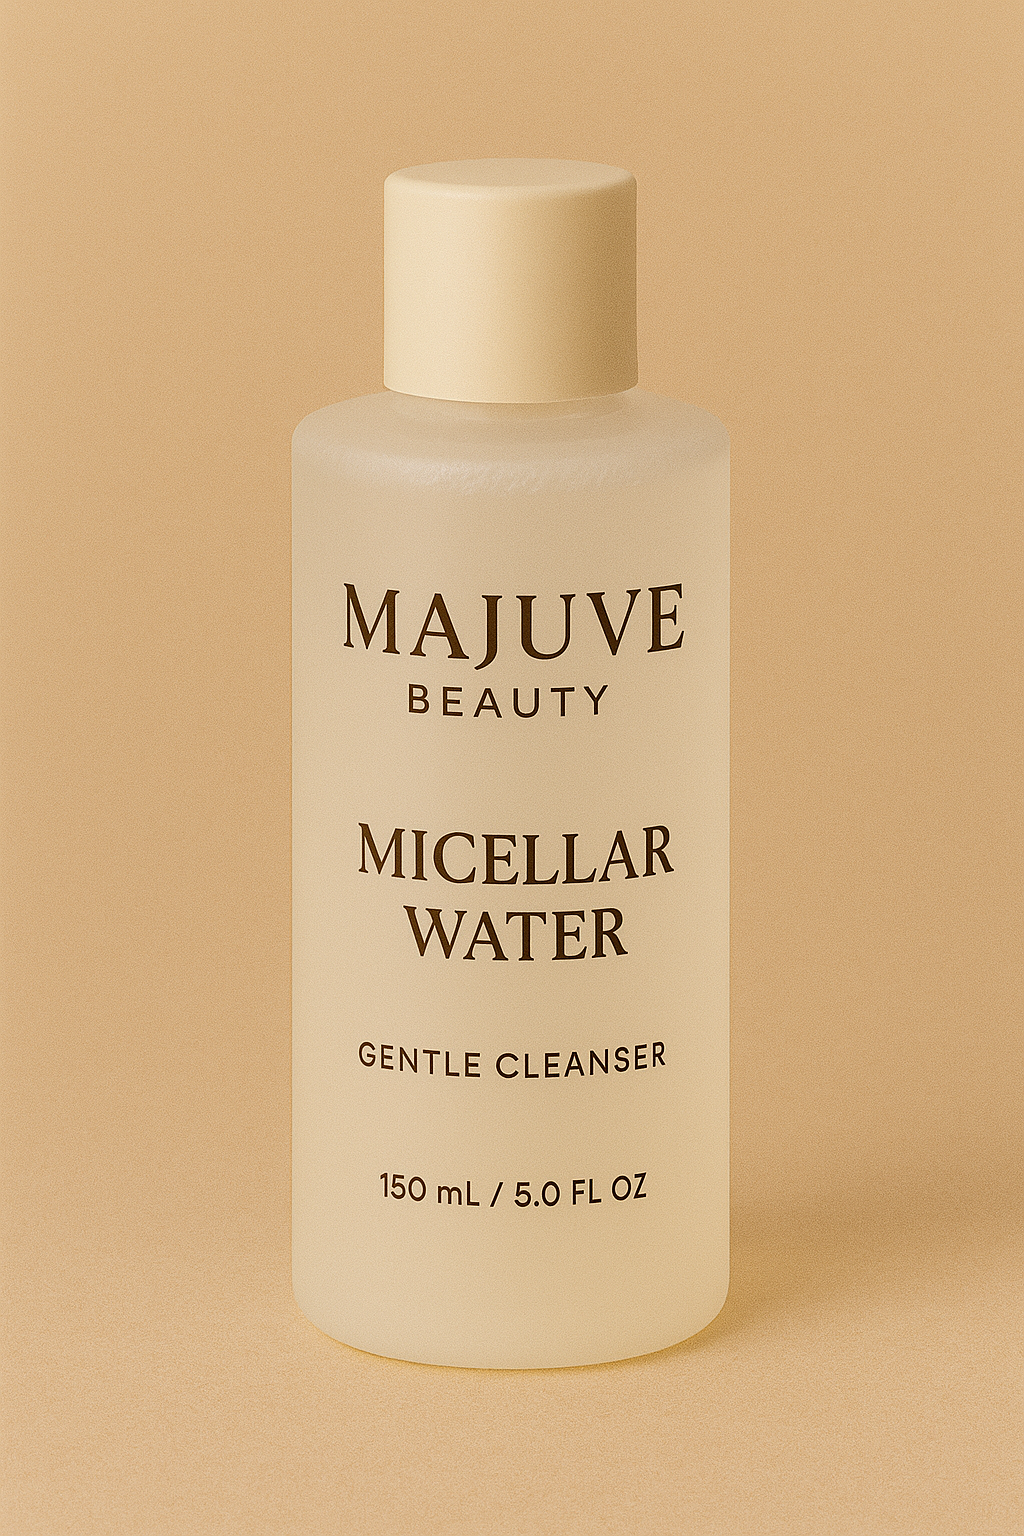 MAJUVE
BEAUTY
MICELLAR
WATER
GENTLE CLEANSER
150 mL / 5.0 FL OZ